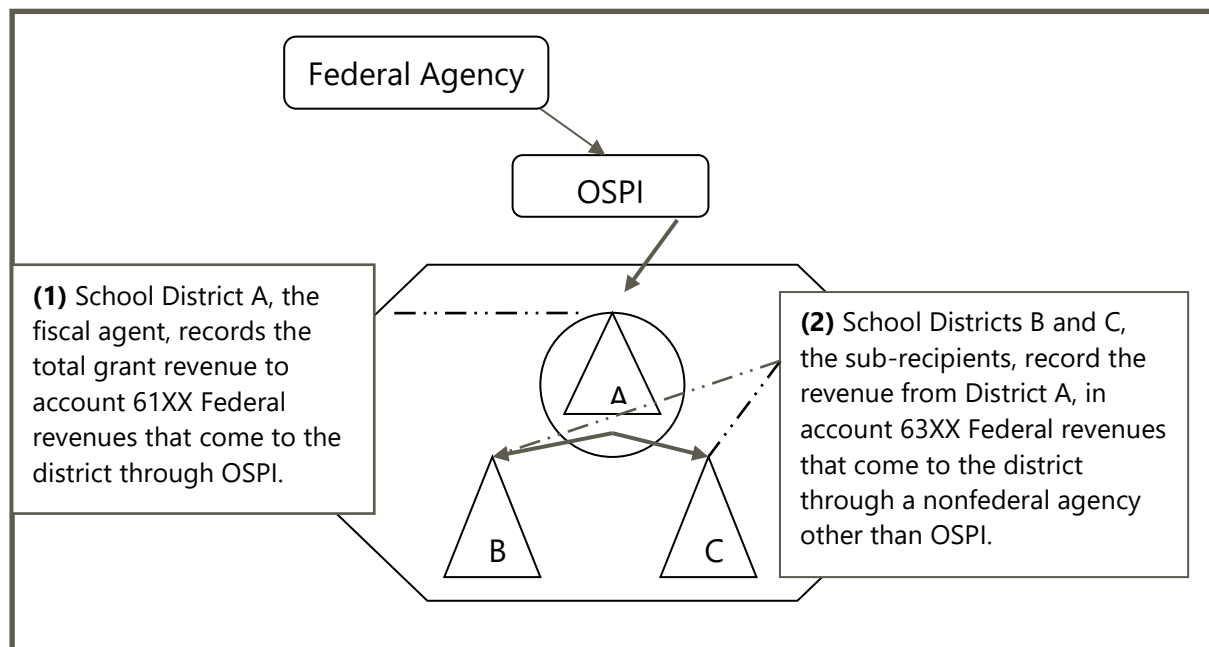 Federal Agency
OSPI
(1) School District A, the
fiscal agent, records the
total grant revenue to
account 61XX Federal
revenues that come to the
district through OSPI.
A
(2) School Districts B and C,
the sub-recipients, record the
revenue from District A, in
account 63XX Federal revenues
that come to the district
through a nonfederal agency
other than OSPI.
B
C